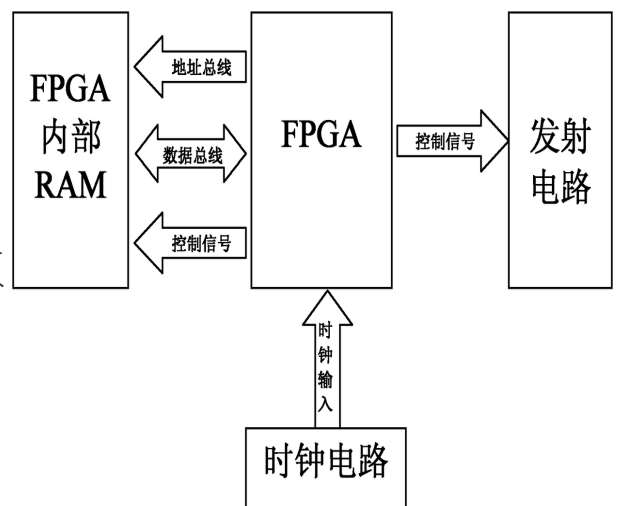 FPGA
内部
RAM
地址总线
数据总线
控制信号
FPGA
控制信号
发射
电路
时
钟
输
入
时钟电路